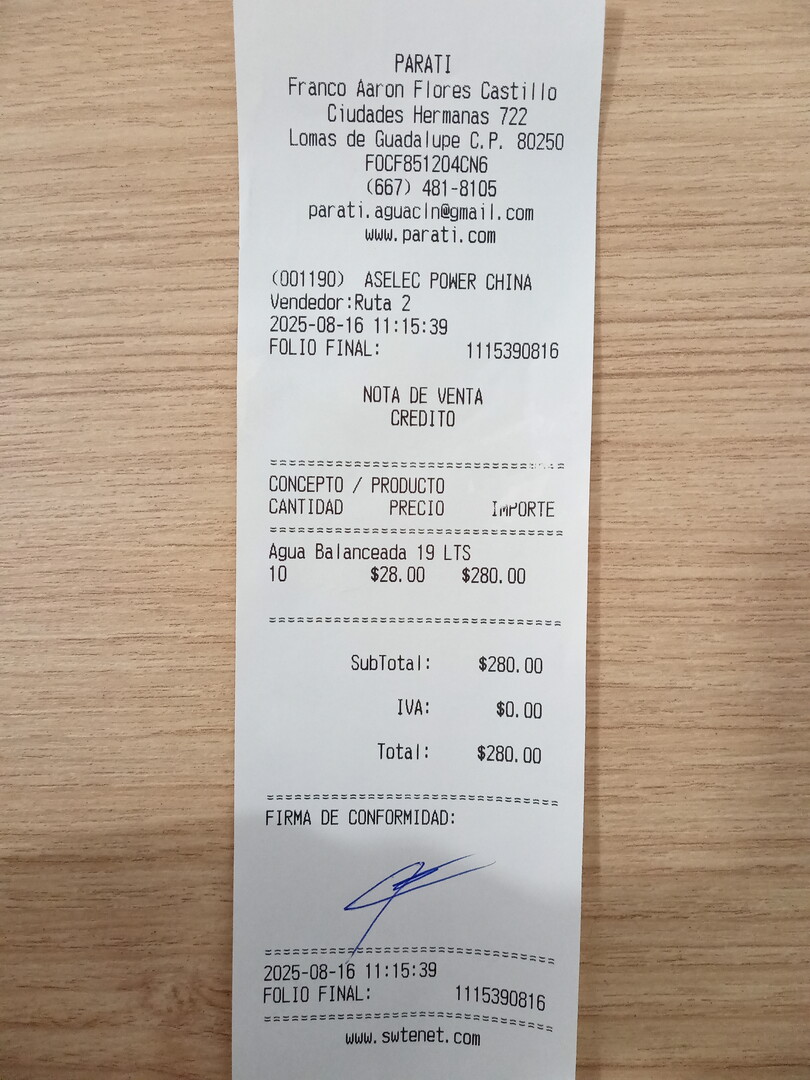 PARATI
Franco Aaron Flores Castillo
Ciudades Hermanas 722
Lomas de Guadalupe C.P. 80250
FOCF851204CN6
(667) 481-8105
parati.aguacln@gmail.com
www.parati.com
(001190) ASELEC POWER CHINA
Vendedor:Ruta 2
2025-08-16 11:15:39
FOLIO FINAL: 1115390816
NOTA DE VENTA
CREDITO
================================
CONCEPTO / PRODUCTO
CANTIDAD PRECIO IMPORTE
================================
Agua Balanceada 19 LTS
10 $28.00 $280.00
================================
SubTotal: $280.00
IVA: $0.00
Total: $280.00
================================
FIRMA DE CONFORMIDAD:
================================
2025-08-16 11:15:39
FOLIO FINAL: 1115390816
================================
www.swtenet.com